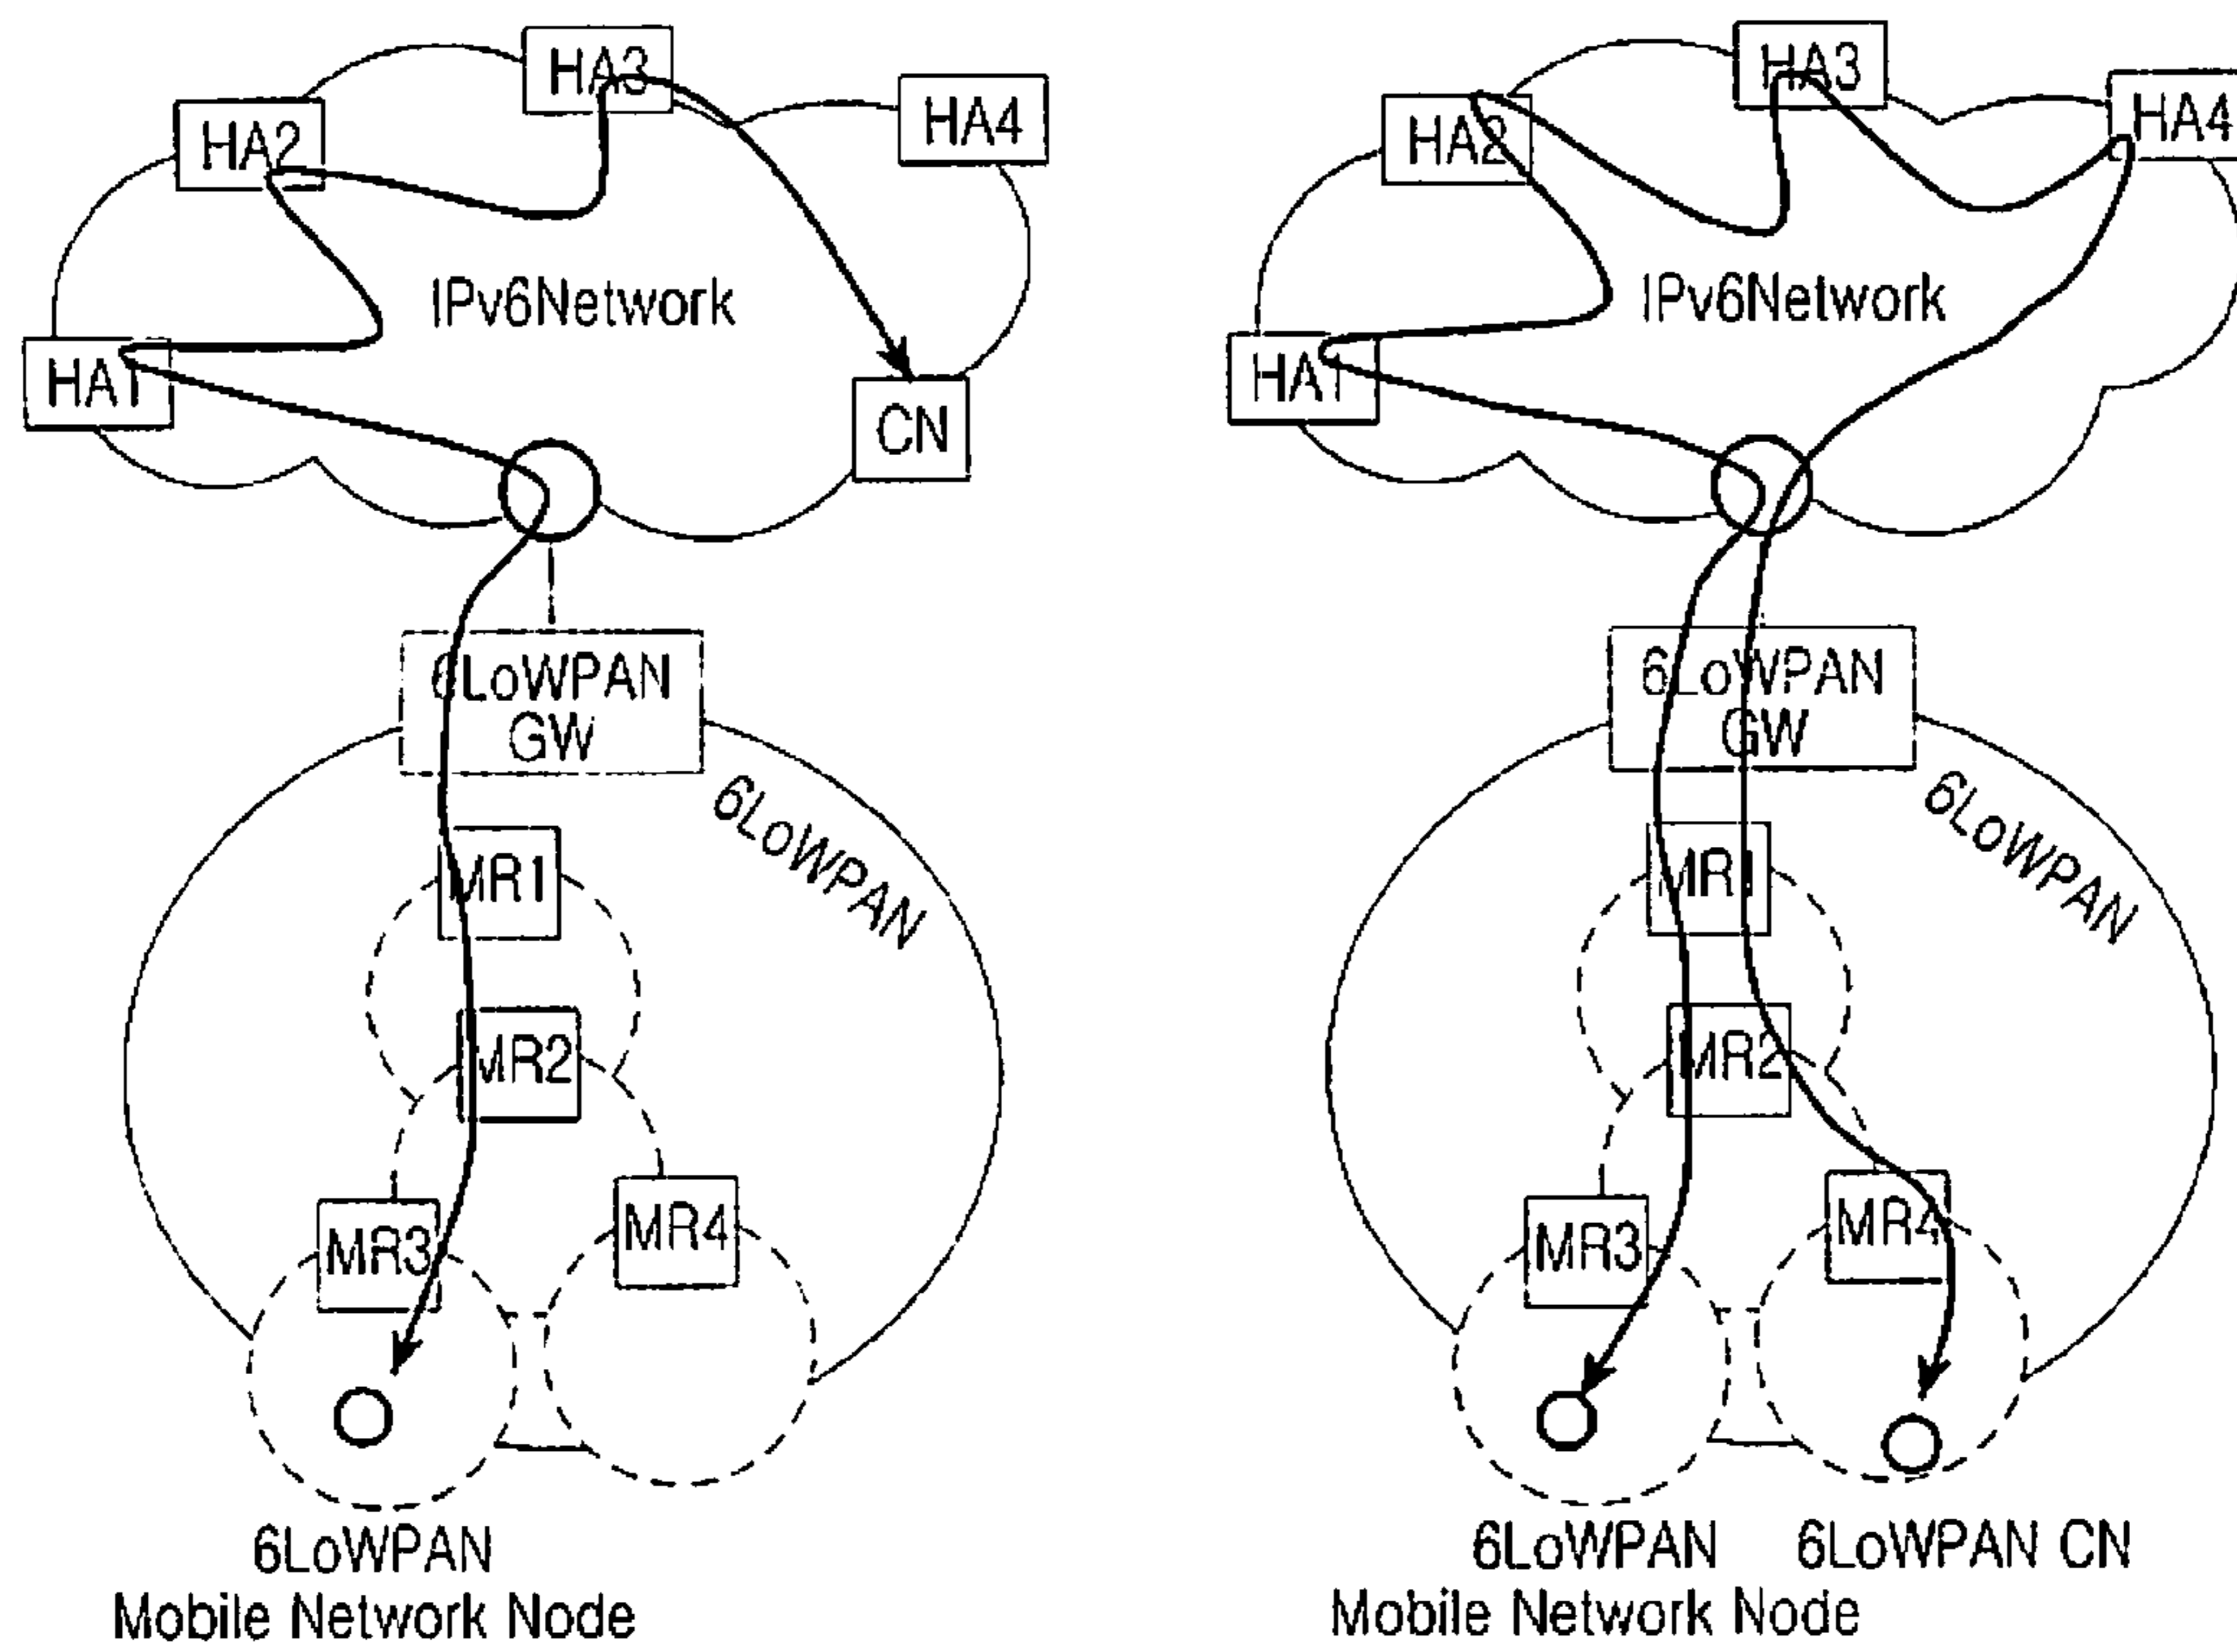 HA3
HA4
HA2
IPv6Network
HA1
CN
6LoWPAN
GW
6LoWPAN
MR1
MR2
MR3
MR4
6LoWPAN
Mobile Network Node
HA3
HA4
HA2
IPv6Network
HA1
6LoWPAN
GW
6LoWPAN
MR1
MR2
MR3
MR4
6LoWPAN
Mobile Network Node
6LoWPAN CN